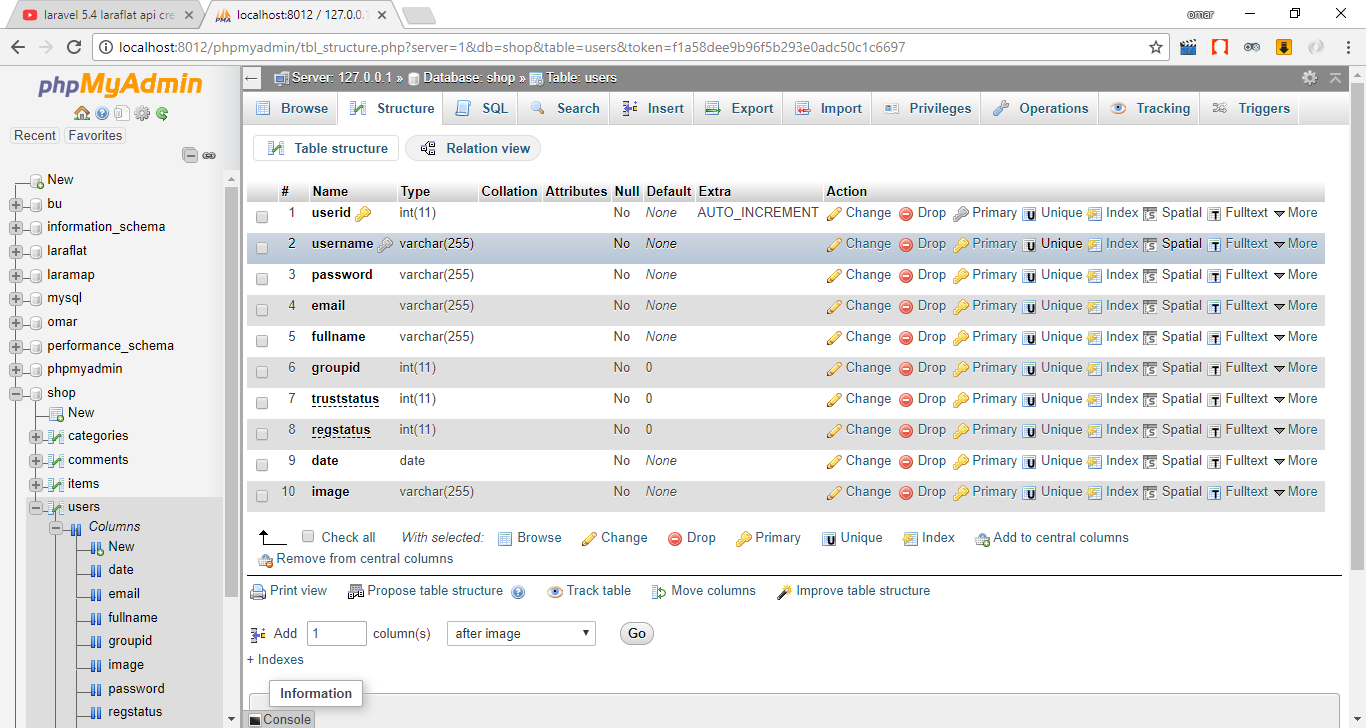 laravel 5.4 laraflat api cre
localhost:8012 / 127.0.0.1
omar
localhost:8012/phpmyadmin/tbl_structure.php?server=1&db=shop&table=users&token=f1a58dee9b96f5b293e0adc50c1c6697
phpMyAdmin
Recent Favorites
New
bu
information_schema
laraflat
laramap
mysql
omar
performance_schema
phpmyadmin
shop
New
categories
comments
items
users
Columns
New
date
email
fullname
groupid
image
password
regstatus
Server: 127.0.0.1 » Database: shop » Table: users
Browse Structure SQL Search Insert Export Import Privileges Operations Tracking Triggers
Table structure Relation view
# Name Type Collation Attributes Null Default Extra Action
1 userid int(11) No None AUTO_INCREMENT Change Drop Primary Unique Index Spatial Fulltext More
2 username varchar(255) No None Change Drop Primary Unique Index Spatial Fulltext More
3 password varchar(255) No None Change Drop Primary Unique Index Spatial Fulltext More
4 email varchar(255) No None Change Drop Primary Unique Index Spatial Fulltext More
5 fullname varchar(255) No None Change Drop Primary Unique Index Spatial Fulltext More
6 groupid int(11) No 0 Change Drop Primary Unique Index Spatial Fulltext More
7 truststatus int(11) No 0 Change Drop Primary Unique Index Spatial Fulltext More
8 regstatus int(11) No 0 Change Drop Primary Unique Index Spatial Fulltext More
9 date date No None Change Drop Primary Unique Index Spatial Fulltext More
10 image varchar(255) No None Change Drop Primary Unique Index Spatial Fulltext More
Check all With selected: Browse Change Drop Primary Unique Index Add to central columns
Remove from central columns
Print view Propose table structure Track table Move columns Improve table structure
Add 1 column(s) after image Go
+ Indexes
Information
Console